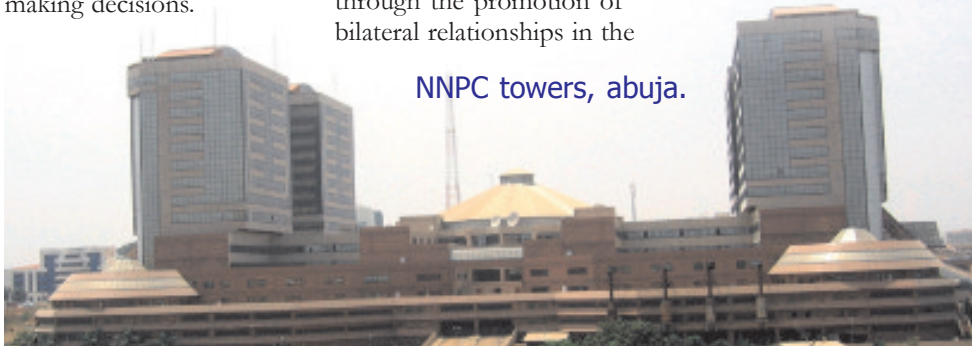 making decisions.
through the promotion of
bilateral relationships in the
NNPC towers, abuja.